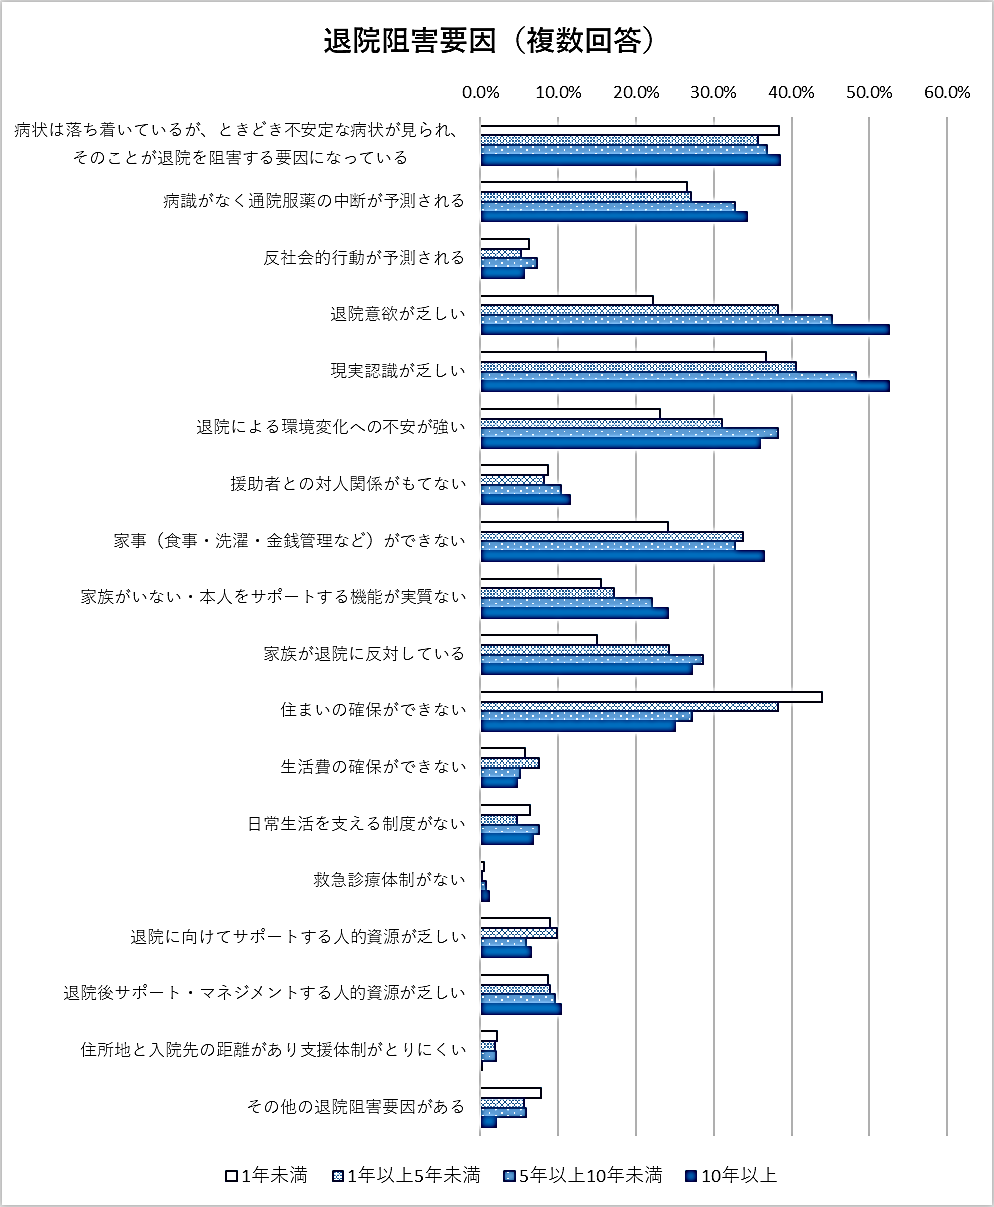 退院阻害要因（複数回答）
0.0% 10.0% 20.0% 30.0% 40.0% 50.0% 60.0%
病状は落ち着いているが、ときどき不安定な病状が見られ、
そのことが退院を阻害する要因になっている
病識がなく通院服薬の中断が予測される
反社会的行動が予測される
退院意欲が乏しい
現実認識が乏しい
退院による環境変化への不安が強い
援助者との対人関係がもてない
家事（食事・洗濯・金銭管理など）ができない
家族がいない・本人をサポートする機能が実質ない
家族が退院に反対している
住まいの確保ができない
生活費の確保ができない
日常生活を支える制度がない
救急診療体制がない
退院に向けてサポートする人的資源が乏しい
退院後サポート・マネジメントする人的資源が乏しい
住所地と入院先の距離があり支援体制がとりにくい
その他の退院阻害要因がある
1年未満 1年以上5年未満 5年以上10年未満 10年以上